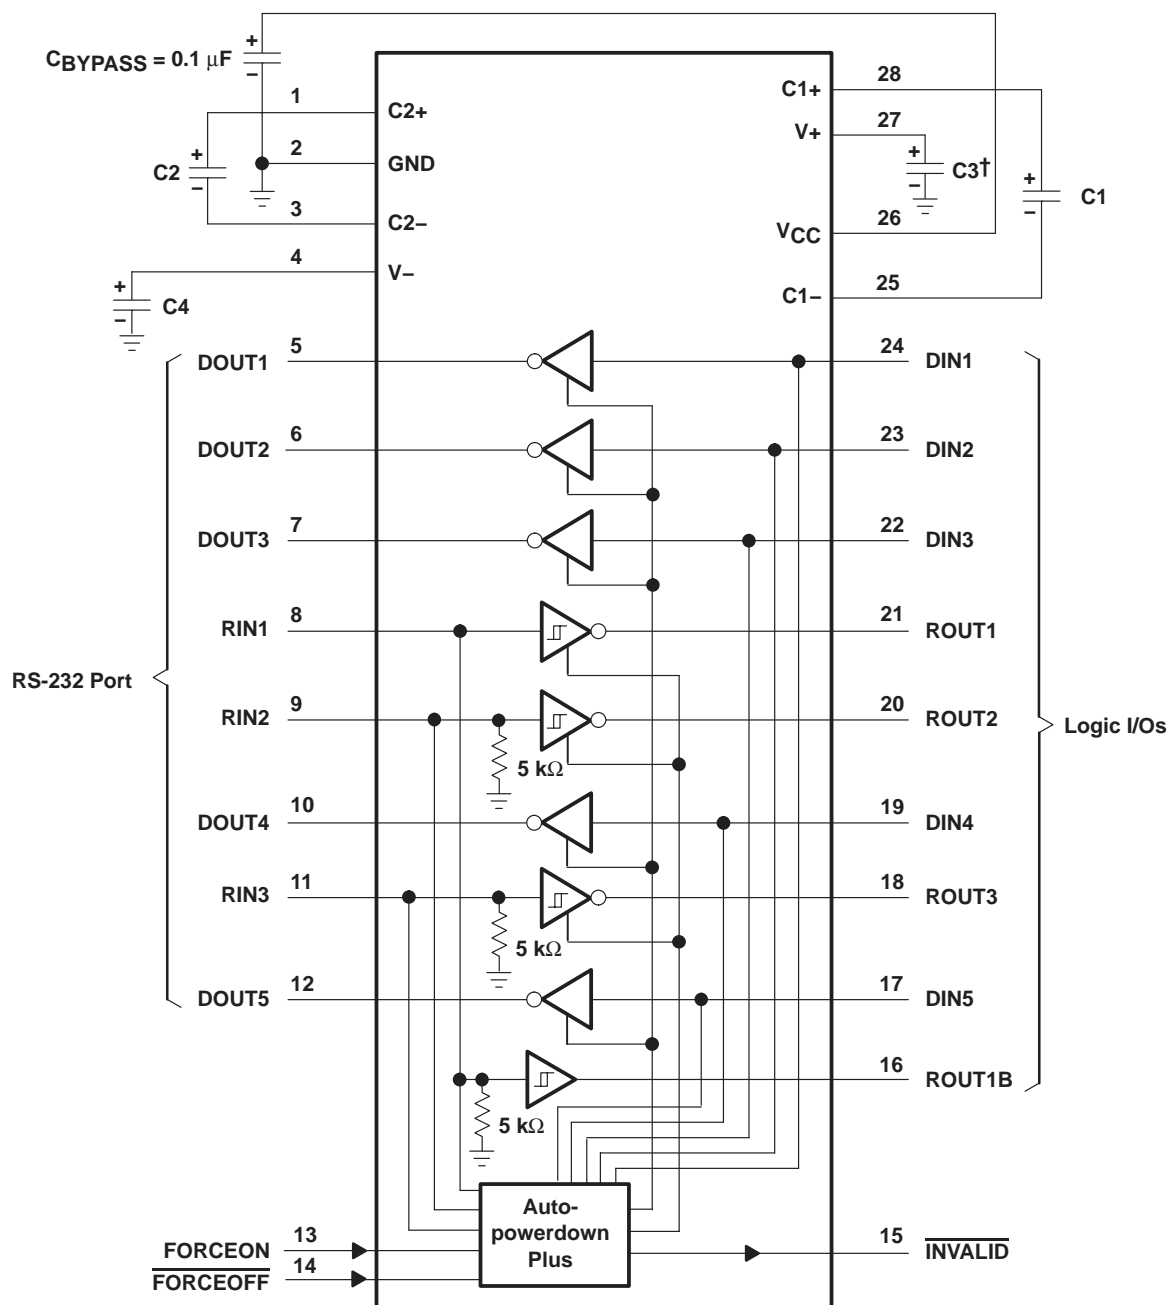 CBYPASS = 0.1 µF
+
−
1
C2+
C1+
28
V+
27
C2
+
−
2
GND
+
−
C3†
+
−
C1
3
C2−
VCC
26
4
V−
C1−
25
+
−
C4
DOUT1
5
24
DIN1
DOUT2
6
23
DIN2
DOUT3
7
22
DIN3
RIN1
8
21
ROUT1
RS-232 Port
RIN2
9
20
ROUT2
Logic I/Os
5 kΩ
DOUT4
10
19
DIN4
RIN3
11
18
ROUT3
5 kΩ
DOUT5
12
17
DIN5
16
ROUT1B
5 kΩ
Auto-
powerdown
Plus
FORCEON
13
15
INVALID
FORCEOFF
14